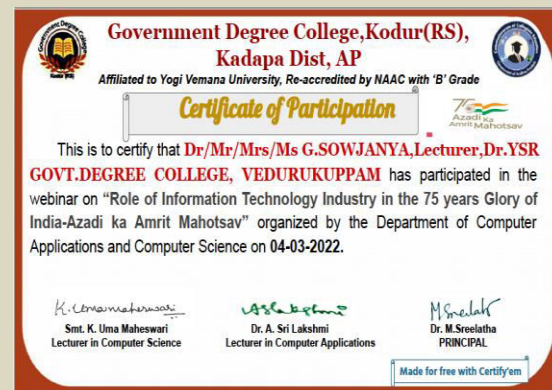 Government Degree College,Kodur(RS),
Kadapa Dist, AP
Affiliated to Yogi Vemana University, Re-accredited by NAAC with 'B' Grade
Certificate of Participation
75
Azadi Ka
Amrit Mahotsav
This is to certify that Dr/Mr/Mrs/Ms G.SOWJANYA,Lecturer,Dr.YSR
GOVT.DEGREE COLLEGE, VEDURUKUPPAM has participated in the
webinar on “Role of Information Technology Industry in the 75 years Glory of
India-Azadi ka Amrit Mahotsav” organized by the Department of Computer
Applications and Computer Science on 04-03-2022.
K. Umamaheswari
M Sreelatha
Smt. K. Uma Maheswari
Dr. A. Sri Lakshmi
Dr. M.Sreelatha
Lecturer in Computer Science
Lecturer in Computer Applications
PRINCIPAL
Made for free with Certify'em